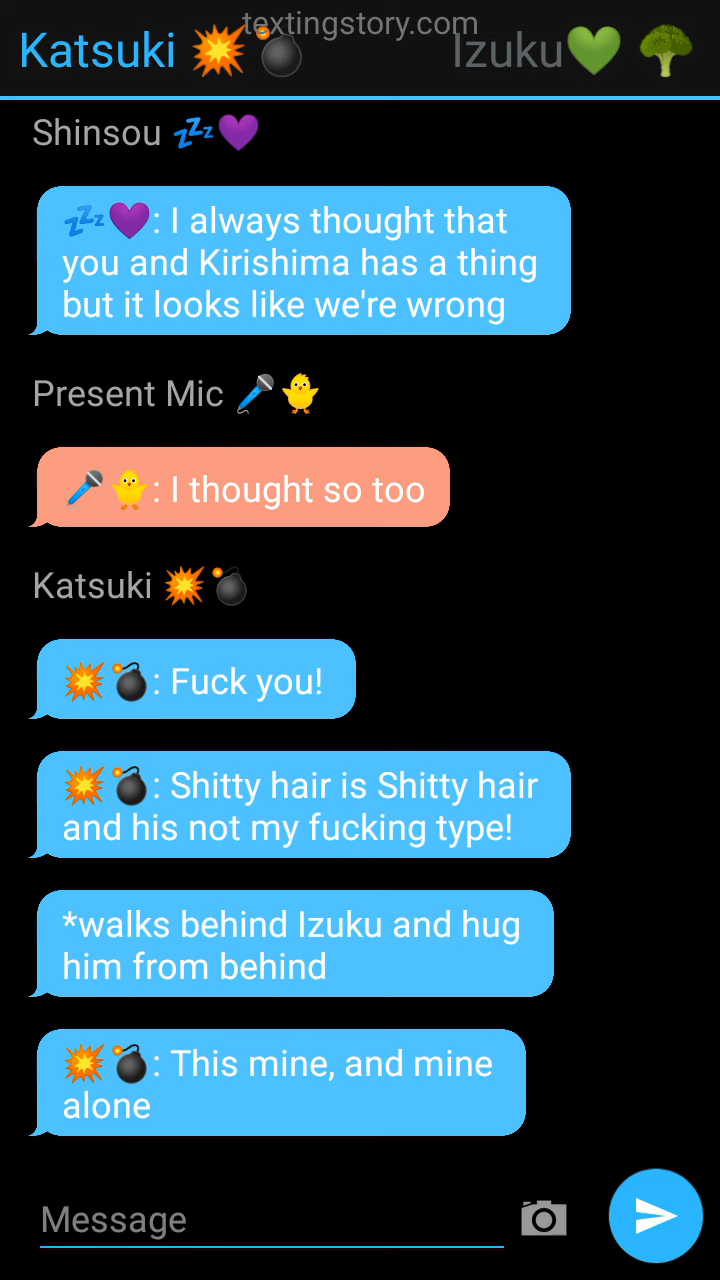 textingstory.com
Katsuki 💥💣 Izuku💚🥦
Shinsou 💤💜
💤💜: I always thought that
you and Kirishima has a thing
but it looks like we're wrong
Present Mic 🎤🐥
🎤🐥: I thought so too
Katsuki 💥💣
💥💣: Fuck you!
💥💣: Shitty hair is Shitty hair
and his not my fucking type!
*walks behind Izuku and hug
him from behind
💥💣: This mine, and mine
alone
Message